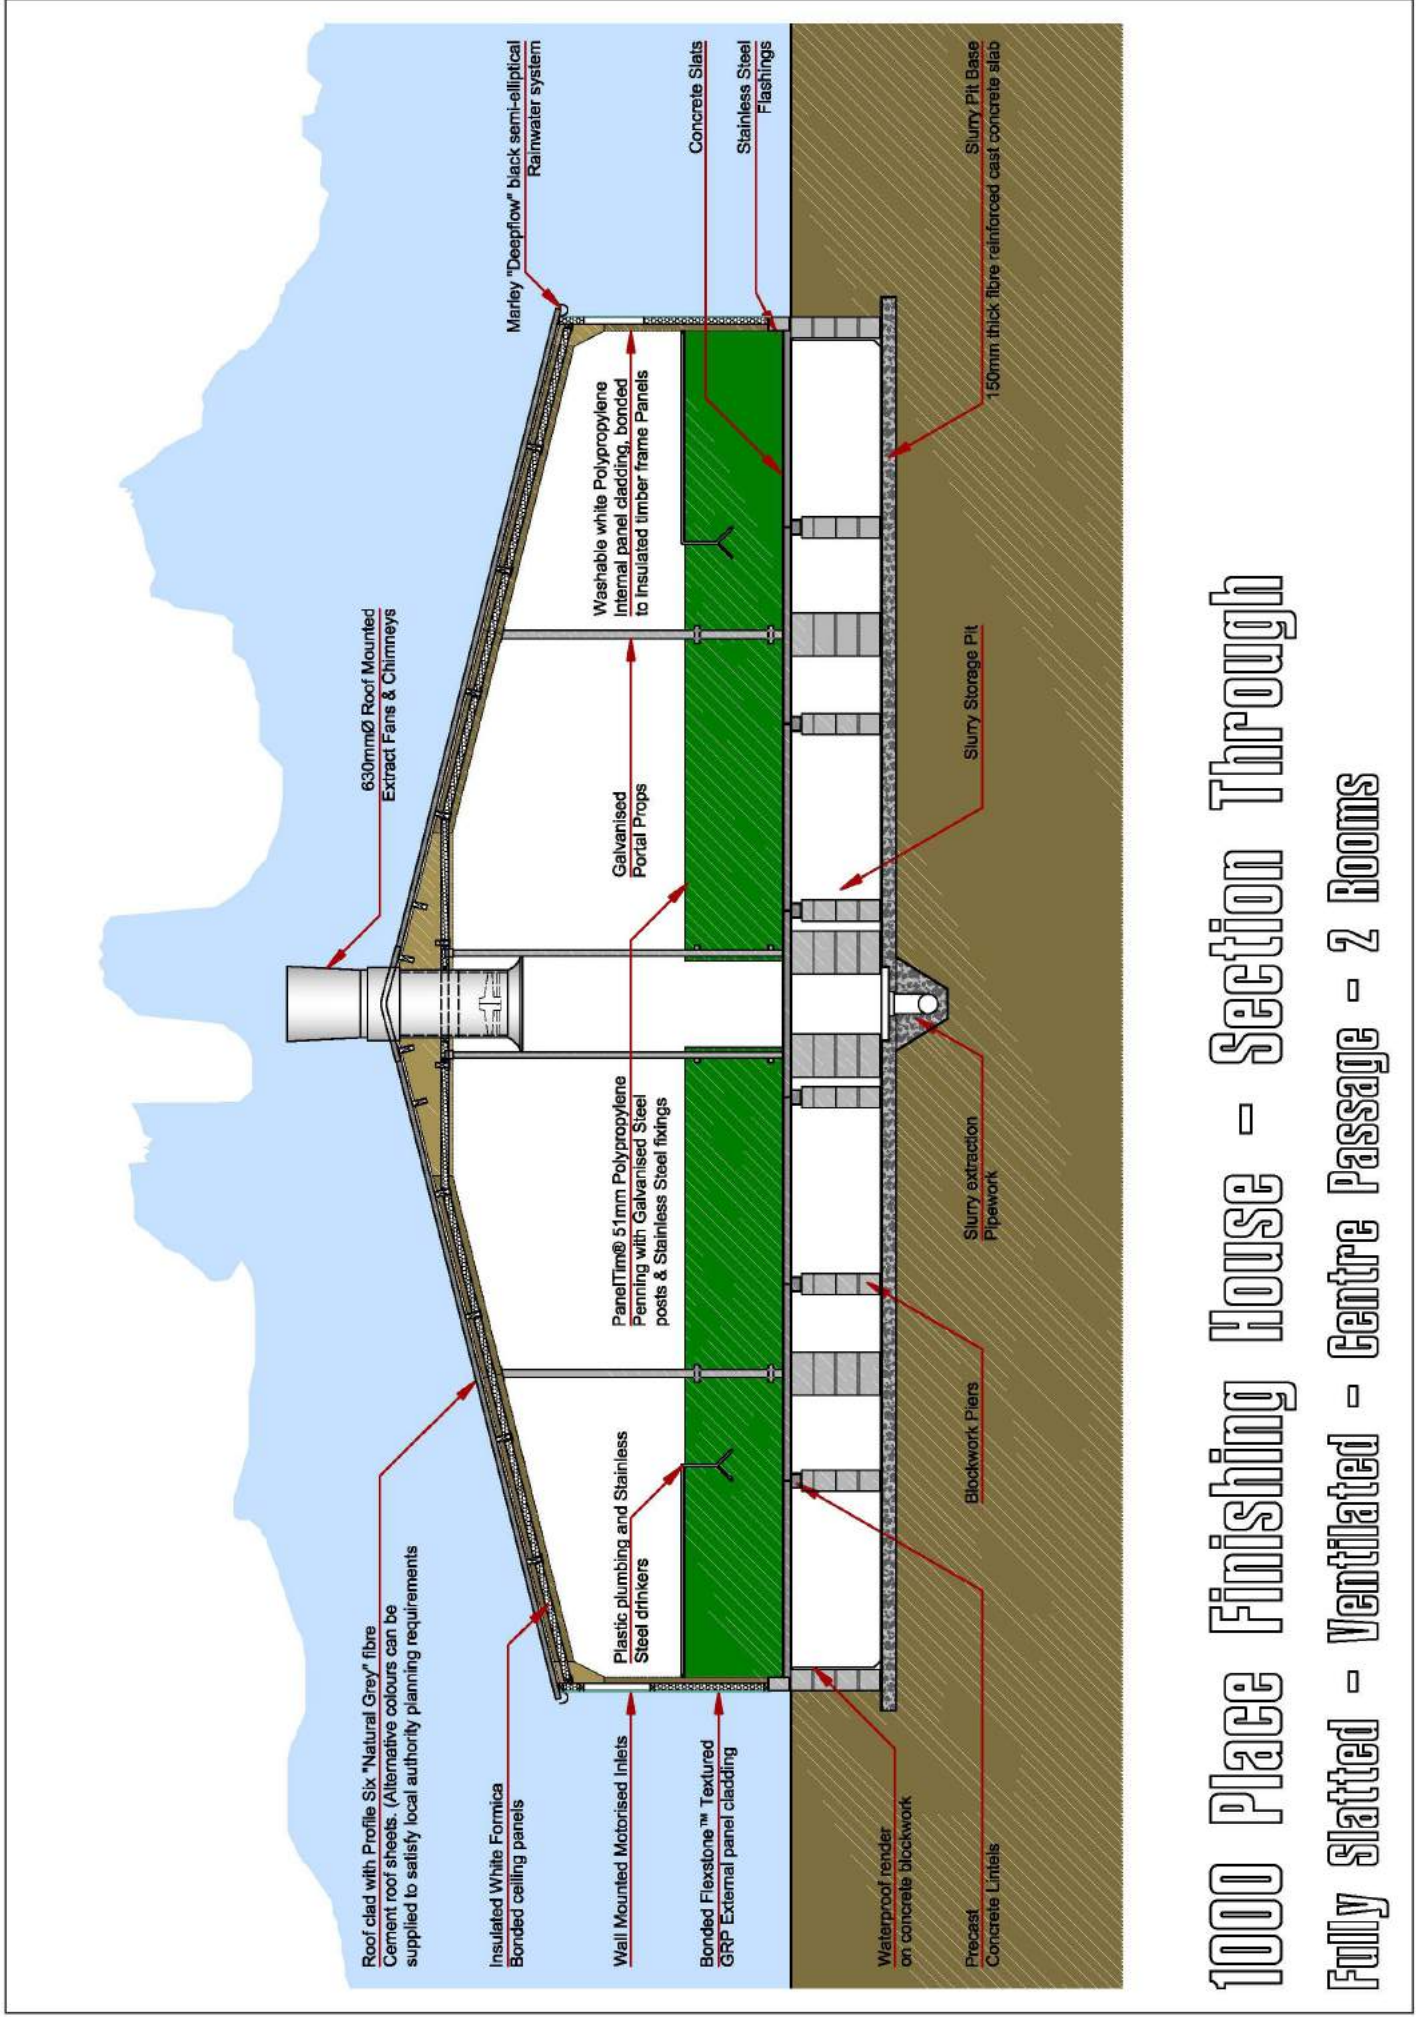 630mmØ Roof Mounted
Extract Fans & Chimneys
Marley "Deepflow" black semi-elliptical
Rainwater system
Roof clad with Profile Six "Natural Grey" fibre
Cement roof sheets. (Alternative colours can be
supplied to satisfy local authority planning requirements
Insulated White Formica
Bonded ceiling panels
Wall Mounted Motorised Inlets
Bonded Flexstone™ Textured
GRP External panel cladding
Plastic plumbing and Stainless
Steel drinkers
PanelTim® 51mm Polypropylene
Penning with Galvanised Steel
posts & Stainless Steel fixings
Galvanised
Portal Props
Washable white Polypropylene
Internal panel cladding, bonded
to Insulated timber frame Panels
Concrete Slats
Stainless Steel
Flashings
Waterproof render
on concrete blockwork
Precast
Concrete Lintels
Blockwork Piers
Slurry extraction
Pipework
Slurry Storage Pit
Slurry Pit Base
150mm thick fibre reinforced cast concrete slab
1000 Place Finishing House - Section Through
Fully Slatted - Ventilated - Centre Passage - 2 Rooms